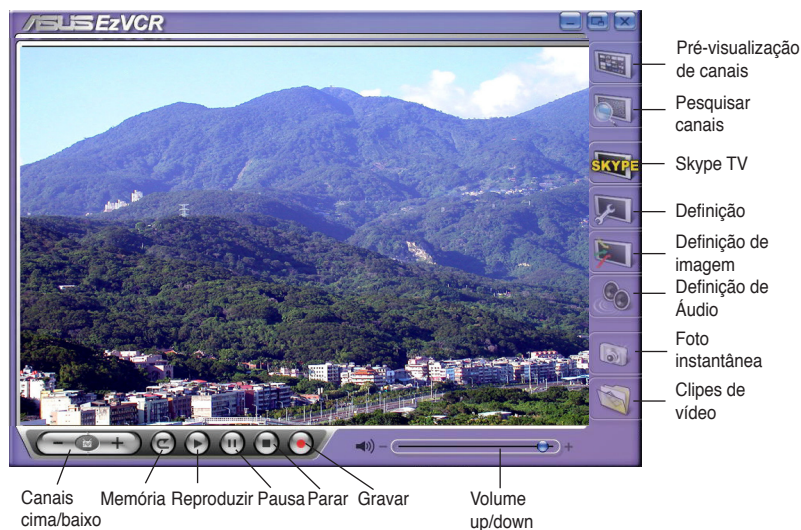 ASUS EzVCR
Pré-visualização
de canais
Pesquisar
canais
SKYPE
Skype TV
Definição
Definição de
imagem
Definição de
Áudio
Foto
instantânea
Clipes de
vídeo
Canais
cima/baixo
Memória
Reproduzir
Pausa
Parar
Gravar
Volume
up/down